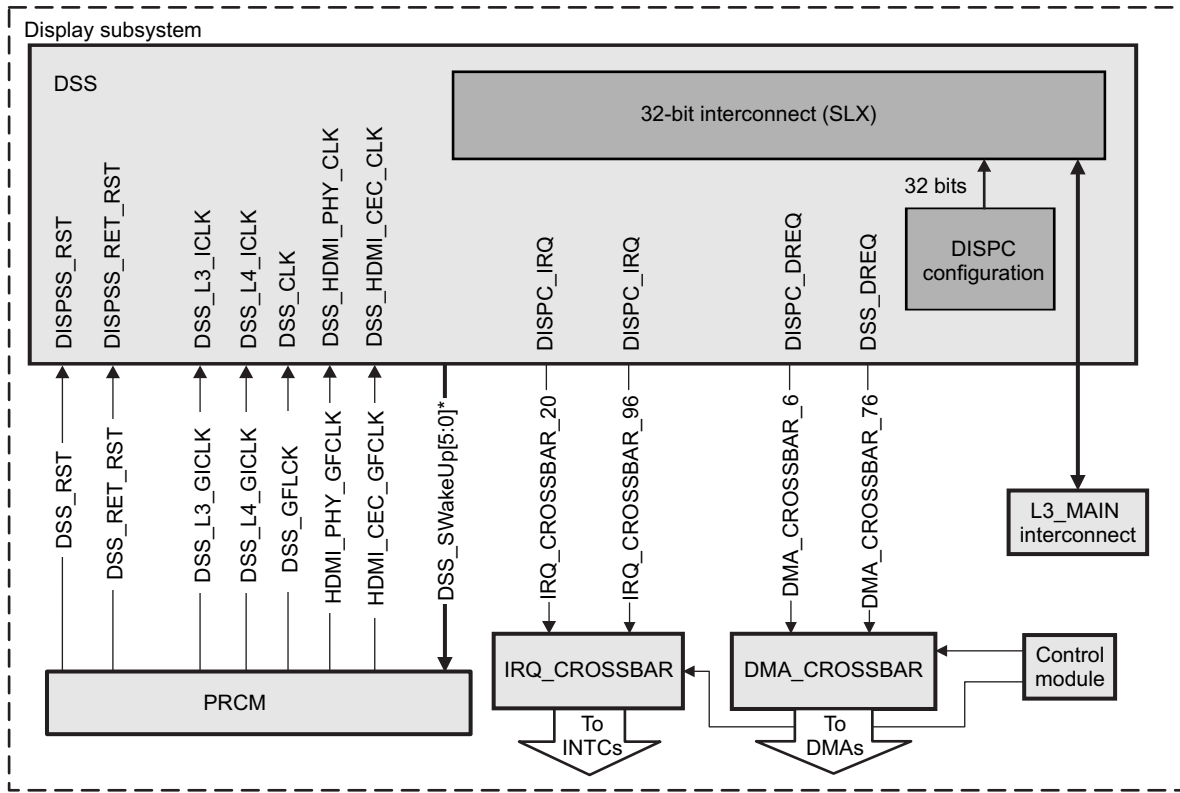 Display subsystem
DSS
32-bit interconnect (SLX)
32 bits
DISPC
configuration
DISPSS_RST
DISPSS_RET_RST
DSS_L3_ICLK
DSS_L4_ICLK
DSS_CLK
DSS_HDMI_PHY_CLK
DSS_HDMI_CEC_CLK
DISPC_IRQ
DISPC_IRQ
DISPC_DREQ
DSS_DREQ
DSS_RST
DSS_RET_RST
DSS_L3_GICLK
DSS_L4_GICLK
DSS_GFLCK
HDMI_PHY_GFCLK
HDMI_CEC_GFCLK
DSS_SWakeUp[5:0]*
IRQ_CROSSBAR_20
IRQ_CROSSBAR_96
DMA_CROSSBAR_6
DMA_CROSSBAR_76
L3_MAIN
interconnect
PRCM
IRQ_CROSSBAR
DMA_CROSSBAR
Control
module
To
INTCs
To
DMAs